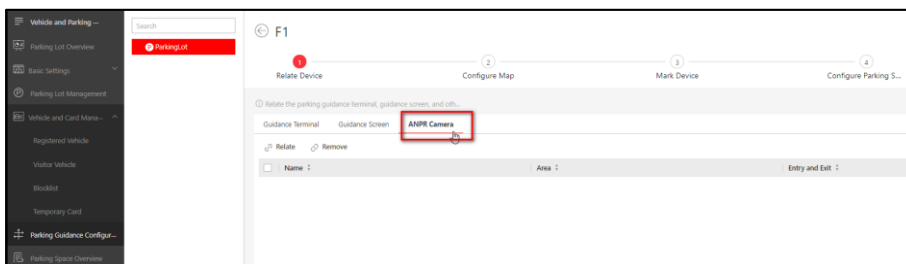 Vehicle and Parking ...
Parking Lot Overview
Basic Settings
Parking Lot Management
Vehicle and Card Mana...
Registered Vehicle
Visitor Vehicle
Blocklist
Temporary Card
Parking Guidance Configur...
Parking Space Overview
Search
P ParkingLot
F1
1
Relate Device
2
Configure Map
3
Mark Device
4
Configure Parking S...
Relate the parking guidance terminal, guidance screen, and oth...
Guidance Terminal Guidance Screen ANPR Camera
Relate Remove
Name Area Entry and Exit